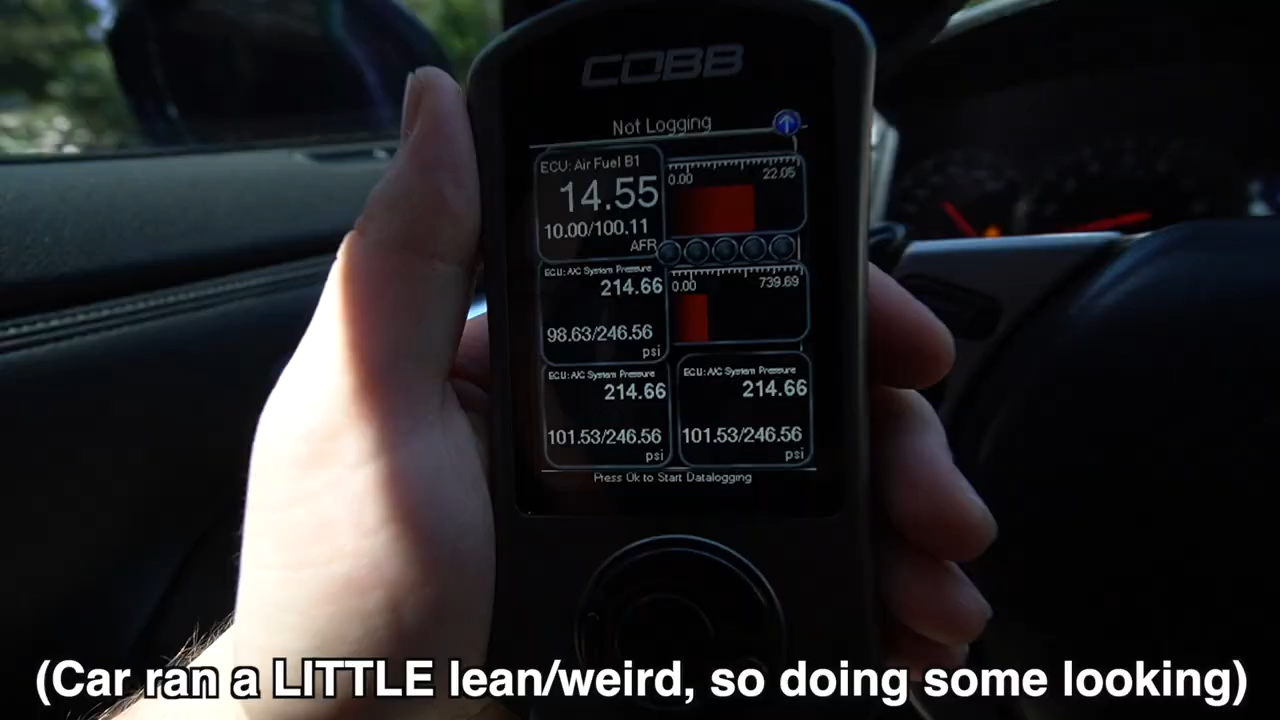 COBB
Not Logging
ECU: Air Fuel B1
14.55
10.00/100.11
AFR
0.00 22.05
ECU: A/C System Pressure
214.66
98.63/246.56
psi
0.00 739.69
ECU: A/C System Pressure
214.66
101.53/246.56
psi
ECU: A/C System Pressure
214.66
101.53/246.56
psi
Press Ok to Start Datalogging
(Car ran a LITTLE lean/weird, so doing some looking)